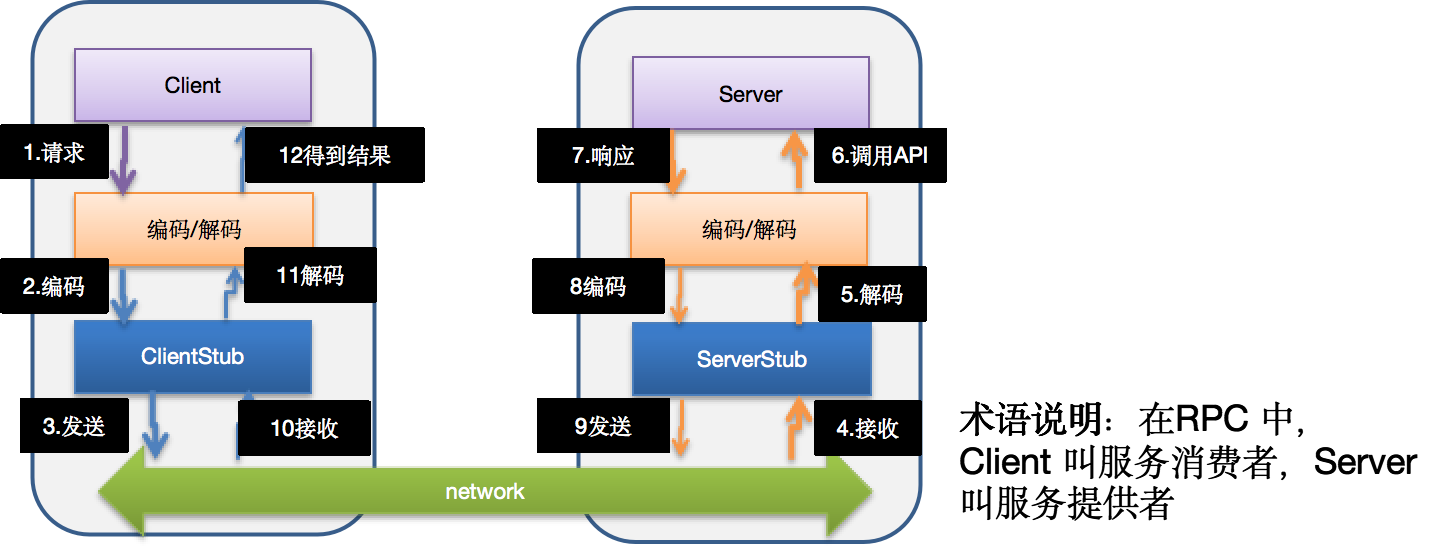 Client
Server
1.请求
12得到结果
7.响应
6.调用API
编码/解码
编码/解码
2.编码
11解码
8编码
5.解码
ClientStub
ServerStub
3.发送
10接收
9发送
4.接收
network
术语说明：在RPC 中，
Client 叫服务消费者，Server
叫服务提供者